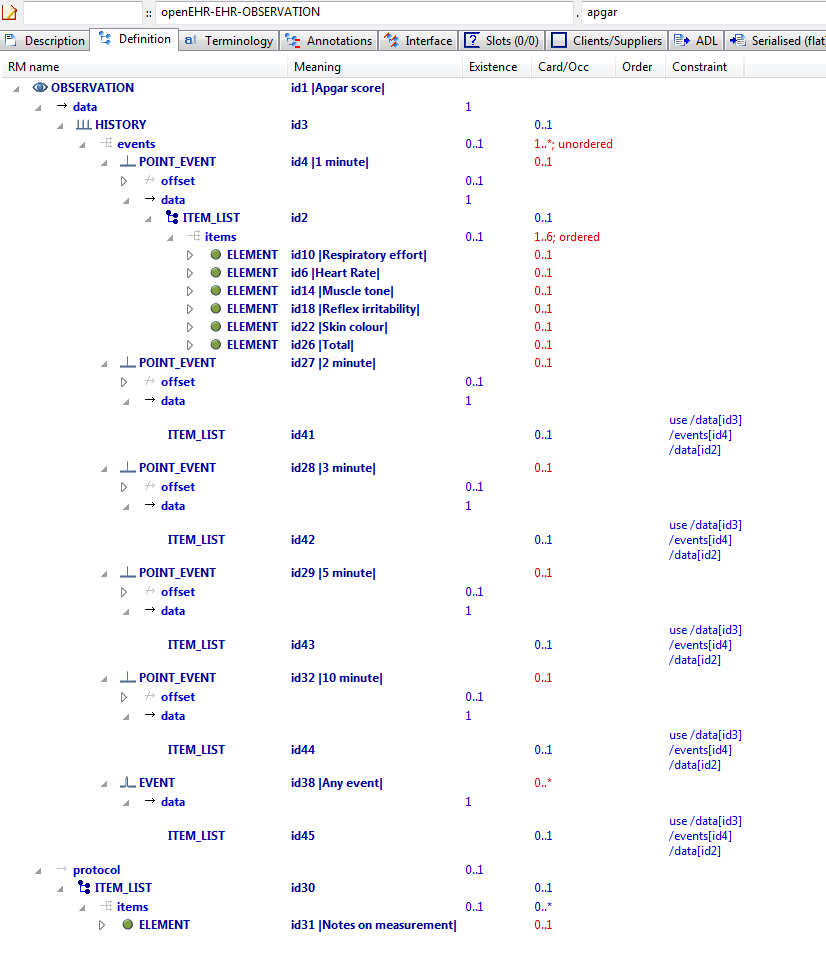 :: openEHR-EHR-OBSERVATION . apgar
Description Definition Terminology Annotations Interface Slots (0/0) Clients/Suppliers ADL Serialised (flat
RM name Meaning Existence Card/Occ Order Constraint
OBSERVATION id1 |Apgar score|
data 1
HISTORY id3 0..1
events 0..1 1..*; unordered
POINT_EVENT id4 |1 minute| 0..1
offset 0..1
data 1
ITEM_LIST id2 0..1
items 0..1 1..6; ordered
ELEMENT id10 |Respiratory effort| 0..1
ELEMENT id6 |Heart Rate| 0..1
ELEMENT id14 |Muscle tone| 0..1
ELEMENT id18 |Reflex irritability| 0..1
ELEMENT id22 |Skin colour| 0..1
ELEMENT id26 |Total| 0..1
POINT_EVENT id27 |2 minute| 0..1
offset 0..1
data 1
use /data[id3]
ITEM_LIST id41 0..1 /events[id4]
/data[id2]
POINT_EVENT id28 |3 minute| 0..1
offset 0..1
data 1
use /data[id3]
ITEM_LIST id42 0..1 /events[id4]
/data[id2]
POINT_EVENT id29 |5 minute| 0..1
offset 0..1
data 1
use /data[id3]
ITEM_LIST id43 0..1 /events[id4]
/data[id2]
POINT_EVENT id32 |10 minute| 0..1
offset 0..1
data 1
use /data[id3]
ITEM_LIST id44 0..1 /events[id4]
/data[id2]
EVENT id38 |Any event| 0..*
data 1
use /data[id3]
ITEM_LIST id45 0..1 /events[id4]
/data[id2]
protocol 0..1
ITEM_LIST id30 0..1
items 0..1 0..*
ELEMENT id31 |Notes on measurement| 0..1